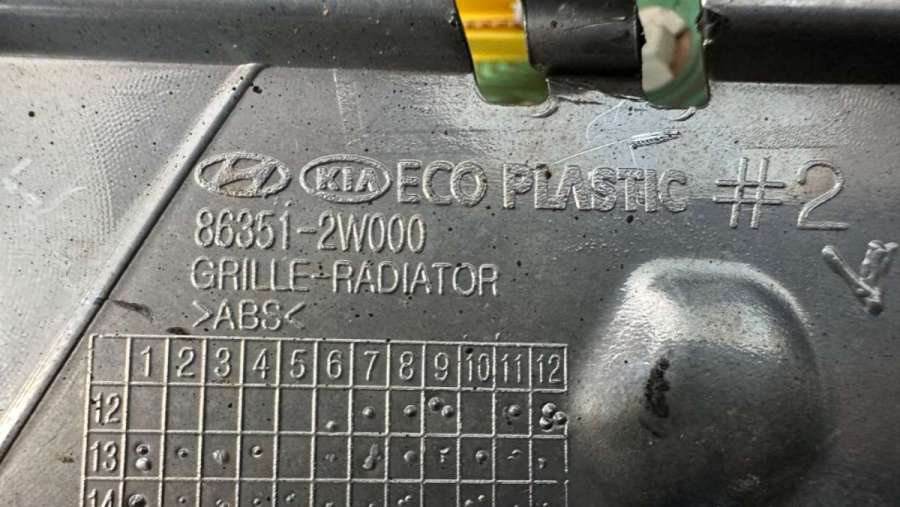 H KIA ECO PLASTIC #2
86351-2W000
GRILLE-RADIATOR
>ABS<
1 2 3 4 5 6 7 8 9 10 11 12
12
13
14